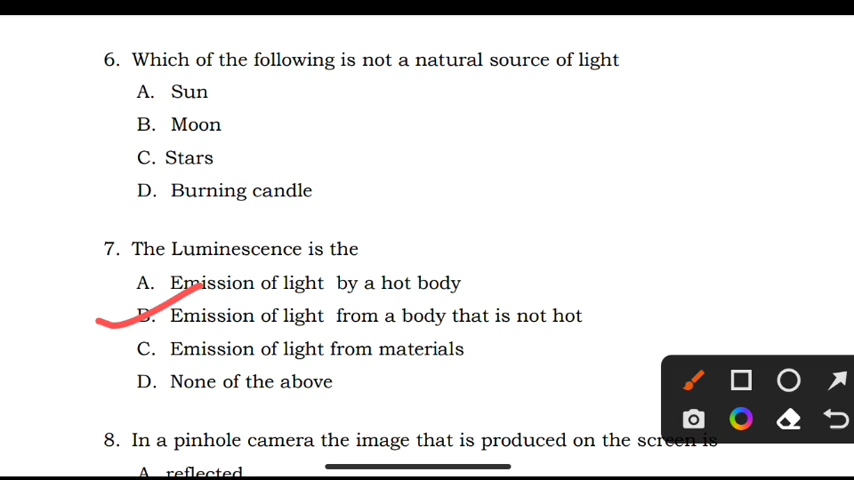 6. Which of the following is not a natural source of light
A. Sun
B. Moon
C. Stars
D. Burning candle
7. The Luminescence is the
A. Emission of light by a hot body
B. Emission of light from a body that is not hot
C. Emission of light from materials
D. None of the above
8. In a pinhole camera the image that is produced on the screen is
A. reflected